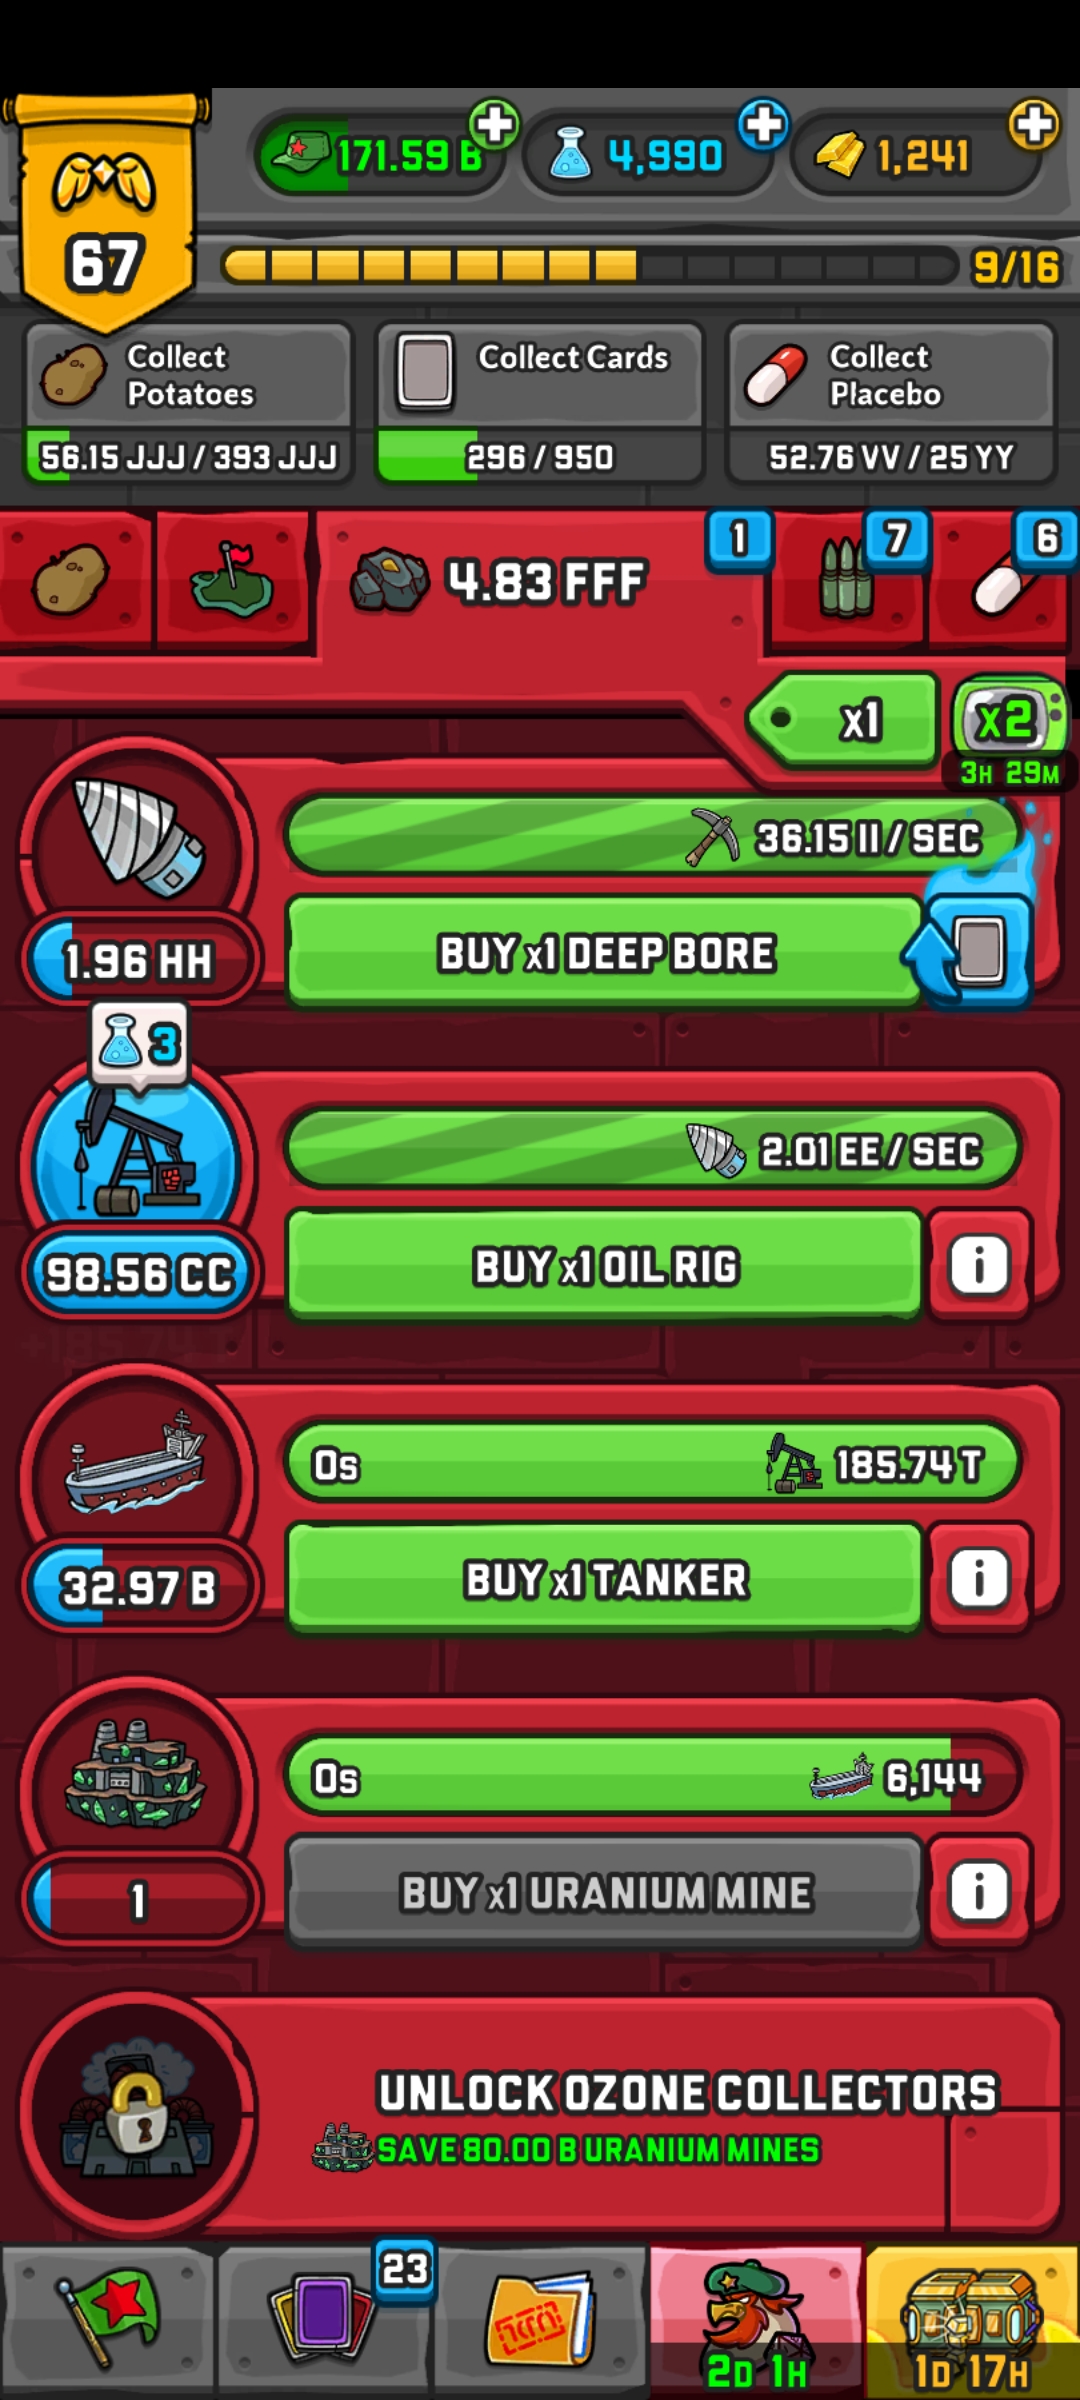 171.59 B
4,990
1,241
67
9/16
Collect
Potatoes
56.15 JJJ / 393 JJJ
Collect Cards
296 / 950
Collect
Placebo
52.76 VV / 25 YY
4.83 FFF
1
7
6
x1
x2
3H 29M
36.15 II / SEC
BUY x1 DEEP BORE
1.96 HH
3
2.01 EE / SEC
BUY x1 OIL RIG
98.56 CC
+185.74 T
0s
185.74 T
BUY x1 TANKER
32.97 B
0s
6,144
BUY x1 URANIUM MINE
1
UNLOCK OZONE COLLECTORS
SAVE 80.00 B URANIUM MINES
23
2D 1H
1D 17H